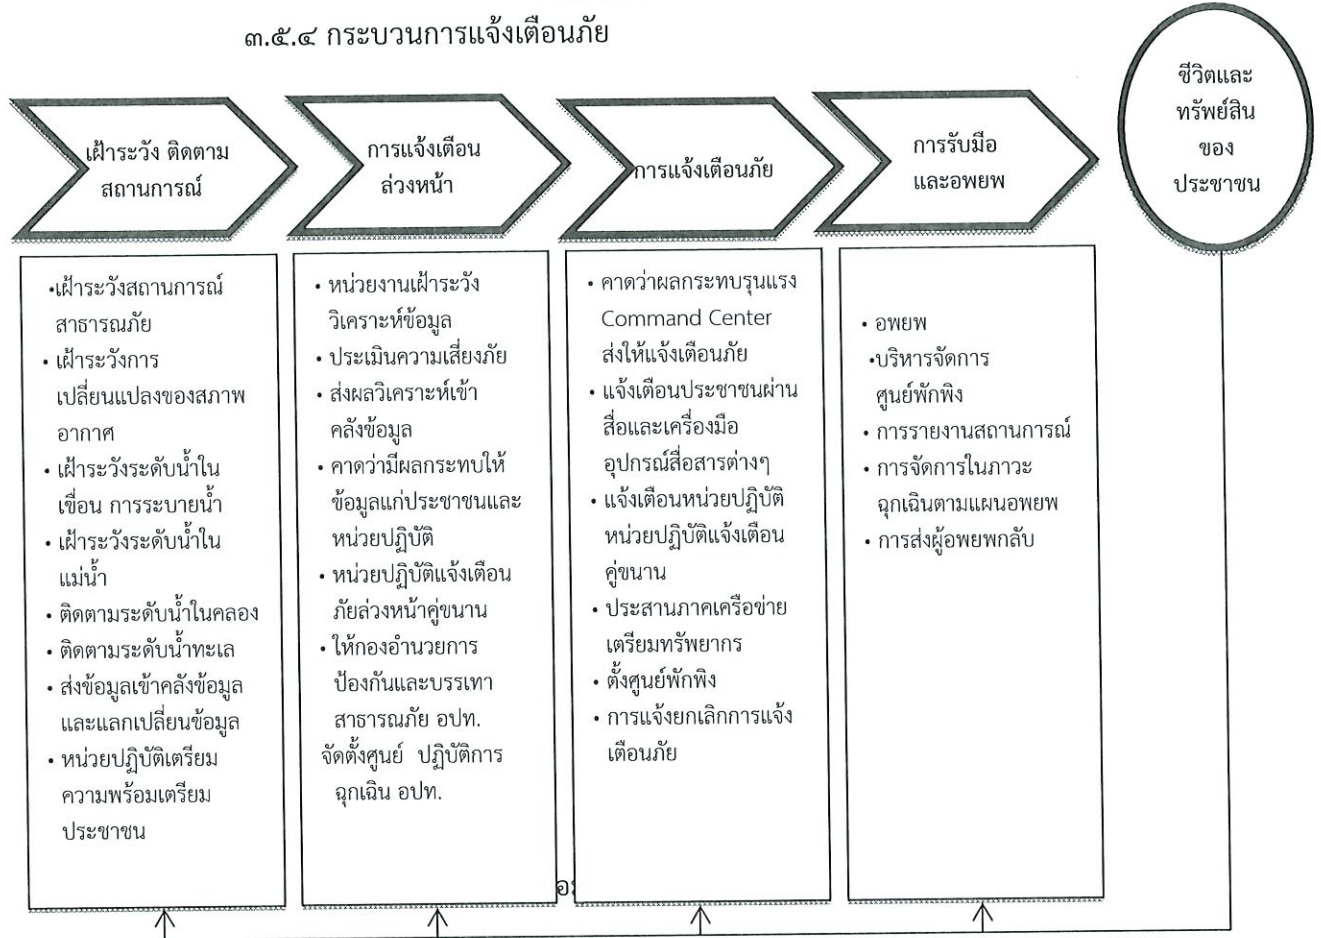 ๓.๕.๔ กระบวนการแจ้งเตือนภัย
เฝ้าระวัง ติดตาม
สถานการณ์
การแจ้งเตือน
ล่วงหน้า
การแจ้งเตือนภัย
การรับมือ
และอพยพ
ชีวิตและ
ทรัพย์สิน
ของ
ประชาชน
•เฝ้าระวังสถานการณ์
สาธารณภัย
• เฝ้าระวังการ
เปลี่ยนแปลงของสภาพ
อากาศ
• เฝ้าระวังระดับน้ำใน
เขื่อน การระบายน้ำ
• เฝ้าระวังระดับน้ำใน
แม่น้ำ
• ติดตามระดับน้ำในคลอง
• ติดตามระดับน้ำทะเล
• ส่งข้อมูลเข้าคลังข้อมูล
และแลกเปลี่ยนข้อมูล
• หน่วยปฏิบัติเตรียม
ความพร้อมเตรียม
ประชาชน
• หน่วยงานเฝ้าระวัง
วิเคราะห์ข้อมูล
• ประเมินความเสี่ยงภัย
• ส่งผลวิเคราะห์เข้า
คลังข้อมูล
• คาดว่ามีผลกระทบให้
ข้อมูลแก่ประชาชนและ
หน่วยปฏิบัติ
• หน่วยปฏิบัติแจ้งเตือน
ภัยล่วงหน้าคู่ขนาน
• ให้กองอำนวยการ
ป้องกันและบรรเทา
สาธารณภัย อปท.
จัดตั้งศูนย์ ปฏิบัติการ
ฉุกเฉิน อปท.
• คาดว่าผลกระทบรุนแรง
Command Center
ส่งให้แจ้งเตือนภัย
• แจ้งเตือนประชาชนผ่าน
สื่อและเครื่องมือ
อุปกรณ์สื่อสารต่างๆ
• แจ้งเตือนหน่วยปฏิบัติ
หน่วยปฏิบัติแจ้งเตือน
คู่ขนาน
• ประสานภาคเครือข่าย
เตรียมทรัพยากร
• ตั้งศูนย์พักพิง
• การแจ้งยกเลิกการแจ้ง
เตือนภัย
• อพยพ
•บริหารจัดการ
ศูนย์พักพิง
• การรายงานสถานการณ์
• การจัดการในภาวะ
ฉุกเฉินตามแผนอพยพ
• การส่งผู้อพยพกลับ